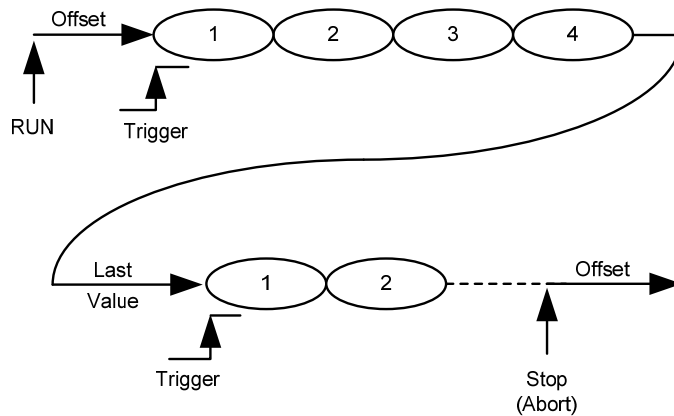 Offset
1 2 3 4
RUN
Trigger
Last
Value
1 2
Offset
Trigger
Stop
(Abort)